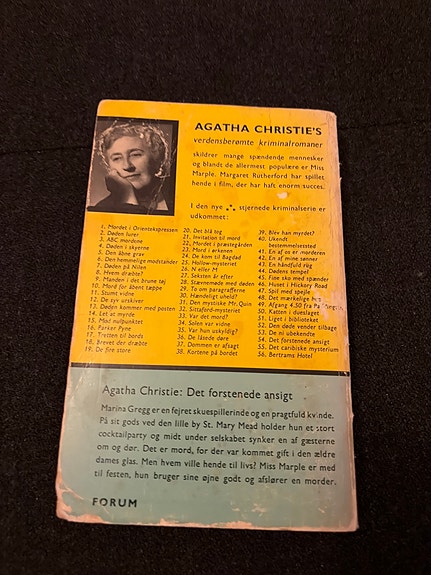 AGATHA CHRISTIE'S
verdensberømte kriminalromaner
skildrer mange spændende mennesker
og blandt de allermest populære er Miss
Marple. Margaret Rutherford har spillet
hende i film, der har haft enorm succes.
I den nye stjernede kriminalserie er
udkommet:
1. Mordet i Orientekspressen
2. Døden lurer
3. ABC mordene
4. Døden i skyerne
5. Den åbne grav?
6. Den hemmelige modstander
7. Døden på Nilen
8. Hvem dræbte?
9. Manden i det brune tøj
10. Mord for åbent tæppe
11. Stumt vidne
12. De syv urskiver
13. Døden kommer med posten
14. Let at myrde
15. Mod nulpunktet
16. Parker Pyne
17. Tretten til bords
18. Brevet der dræbte
19. De fire store
20. Det blå tog
21. Invitation til mord
22. Mordet i præstegården
23. Mord i arken
24. De kom til Bagdad
25. Hollow-mysteriet
26. N eller M
27. Seksten år efter
28. Stævnemøde med døden
29. To om paragrafferne
30. Hændeligt uheld?
31. Den mystiske Mr. Quin
32. Sittaford-mysteriet
33. Var det mord?
34. Solen var vidne
35. Var hun uskyldig?
36. De låsede døre
37. Dommen er afsagt
38. Kortene på bordet
39. Blev han myrdet?
40. Ukendt
bestemmelsessted
41. En af os er morderen
42. En af mine sønner
43. En håndfuld rug
44. Dødens tempel
45. Fire sko med spænder
46. Huset i Hickory Road
47. Spil med spejle
48. Det mærkelige hus
49. Afgang 4.50 fra Paddington
50. Katten i dueslaget
51. Liget i biblioteket
52. Den døde vender tilbage
53. De ni ubekendte
54. Det forstenede ansigt
55. Det caribiske mysterium
56. Bertrams Hotel
Agatha Christie: Det forstenede ansigt
Marina Gregg er en fejret skuespillerinde og en pragtfuld kvinde.
På sit gods ved den lille by St. Mary Mead holder hun et stort
cocktailparty og midt under selskabet synker en af gæsterne
om og dør. Det er mord, for der var kommet gift i den ældre
dames glas. Men hvem ville hende til livs? Miss Marple er med
til festen, hun bruger sine øjne godt og afslører en morder.
FORUM